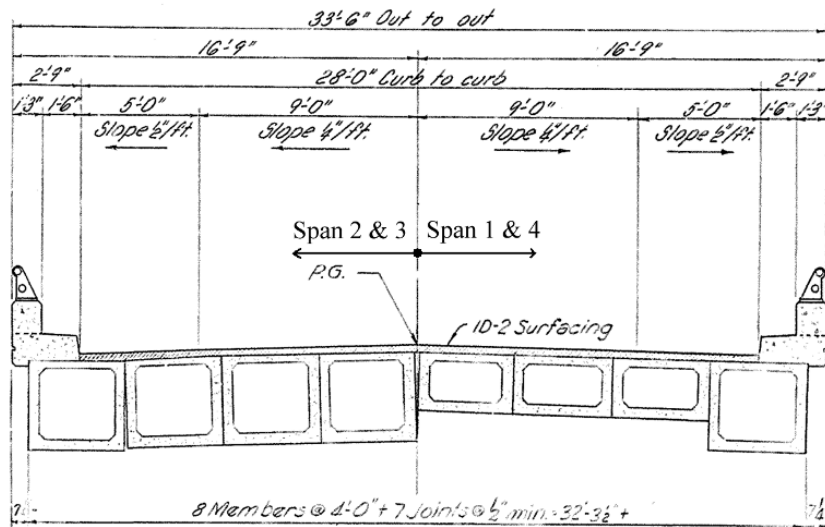 33'-6" Out to out
16'-9" 16'-9"
2'-9" 28'-0" Curb to curb 2'-9"
1'-3" 1'-6" 5'-0" 9'-0" 9'-0" 5'-0" 1'-6" 1'-3"
Slope ½"/ft. Slope ¼"/ft. Slope ¼"/ft. Slope ½"/ft.
Span 2 & 3 Span 1 & 4
P.G.
ID-2 Surfacing
8 Members @ 4'-0" + 7 Joints @ ½" min. = 32'-3½" + 7¼